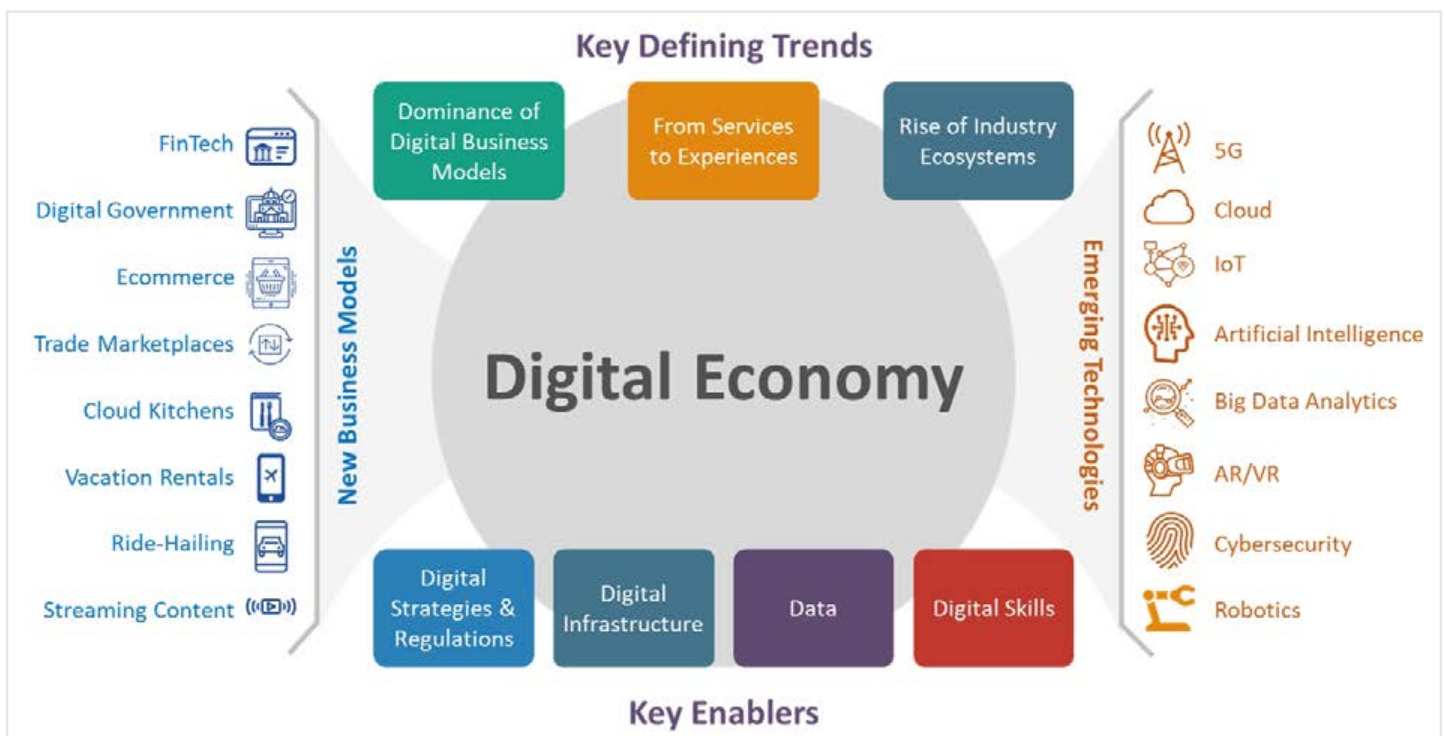 Key Defining Trends
Dominance of
Digital Business
Models
From Services
to Experiences
Rise of Industry
Ecosystems
New Business Models
FinTech
Digital Government
Ecommerce
Trade Marketplaces
Cloud Kitchens
Vacation Rentals
Ride-Hailing
Streaming Content
Digital Economy
Emerging Technologies
5G
Cloud
IoT
Artificial Intelligence
Big Data Analytics
AR/VR
Cybersecurity
Robotics
Digital
Strategies &
Regulations
Digital
Infrastructure
Data
Digital Skills
Key Enablers